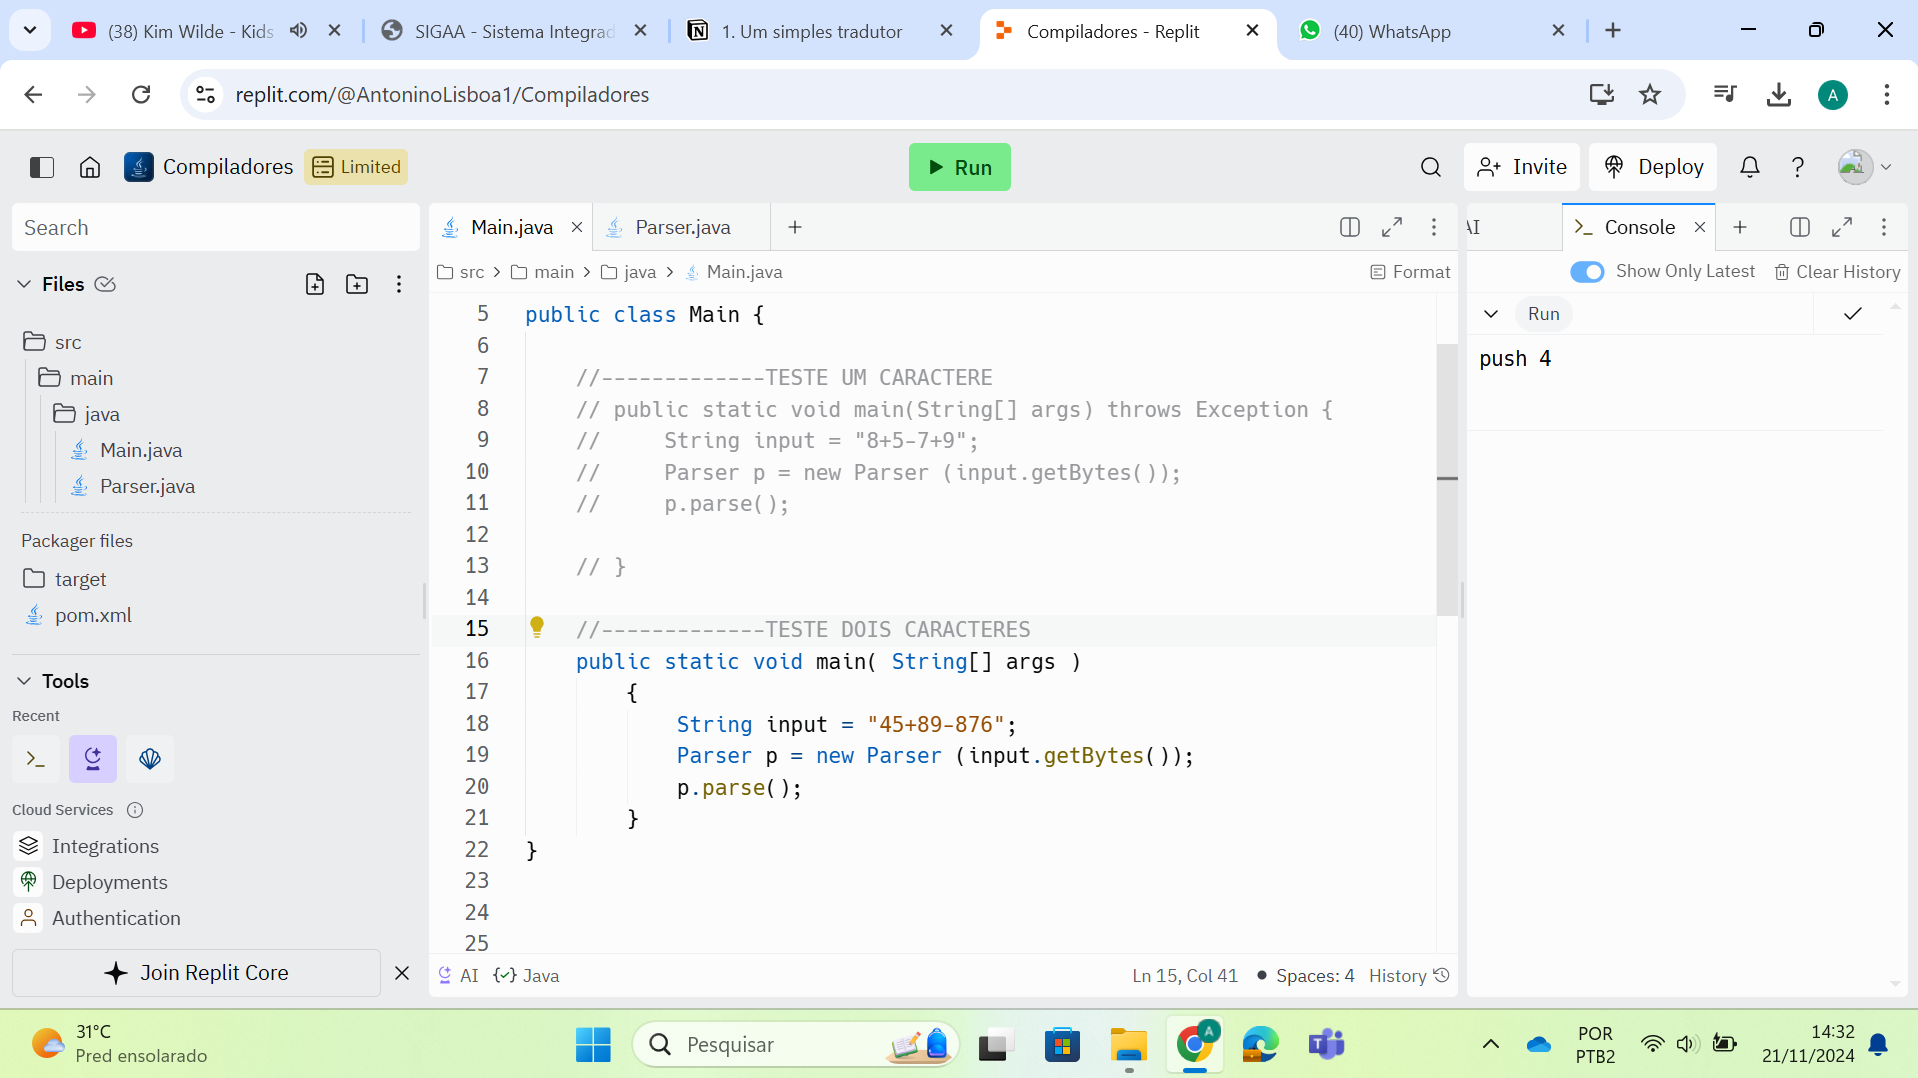 (38) Kim Wilde - Kids
SIGAA - Sistema Integrad
1. Um simples tradutor
Compiladores - Replit
(40) WhatsApp
replit.com/@AntoninoLisboa1/Compiladores
A
Compiladores
Limited
Run
Invite
Deploy
?
Search
Main.java
Parser.java
AI
Console
src > main > java > Main.java
Format
Show Only Latest
Clear History
Files
src
main
java
Main.java
Parser.java
Packager files
target
pom.xml
Tools
Recent
Cloud Services
Integrations
Deployments
Authentication
Join Replit Core
5 public class Main {
6
7 //-------------TESTE UM CARACTERE
8 // public static void main(String[] args) throws Exception {
9 //     String input = "8+5-7+9";
10 //     Parser p = new Parser (input.getBytes());
11 //     p.parse();
12
13 // }
14
15 //-------------TESTE DOIS CARACTERES
16 public static void main( String[] args )
17 {
18 String input = "45+89-876";
19 Parser p = new Parser (input.getBytes());
20 p.parse();
21 }
22 }
23
24
25
Run
push 4
AI
Java
Ln 15, Col 41
Spaces: 4
History
31°C
Pred ensolarado
Pesquisar
A
POR
PTB2
14:32
21/11/2024